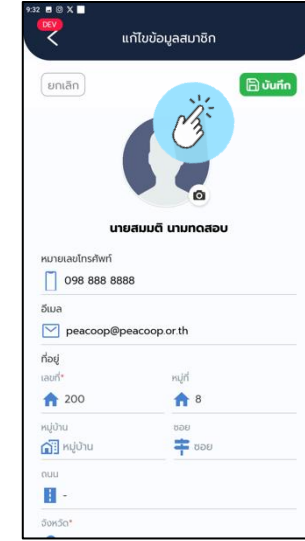 9:32
DEV
แก้ไขข้อมูลสมาชิก
ยกเลิก
บันทึก
นายสมมติ นามทดสอบ
หมายเลขโทรศัพท์
098 888 8888
อีเมล
peacoop@peacoop.or.th
ที่อยู่
เลขที่* หมู่ที่
200 8
หมู่บ้าน ซอย
หมู่บ้าน ซอย
ถนน
-
จังหวัด*